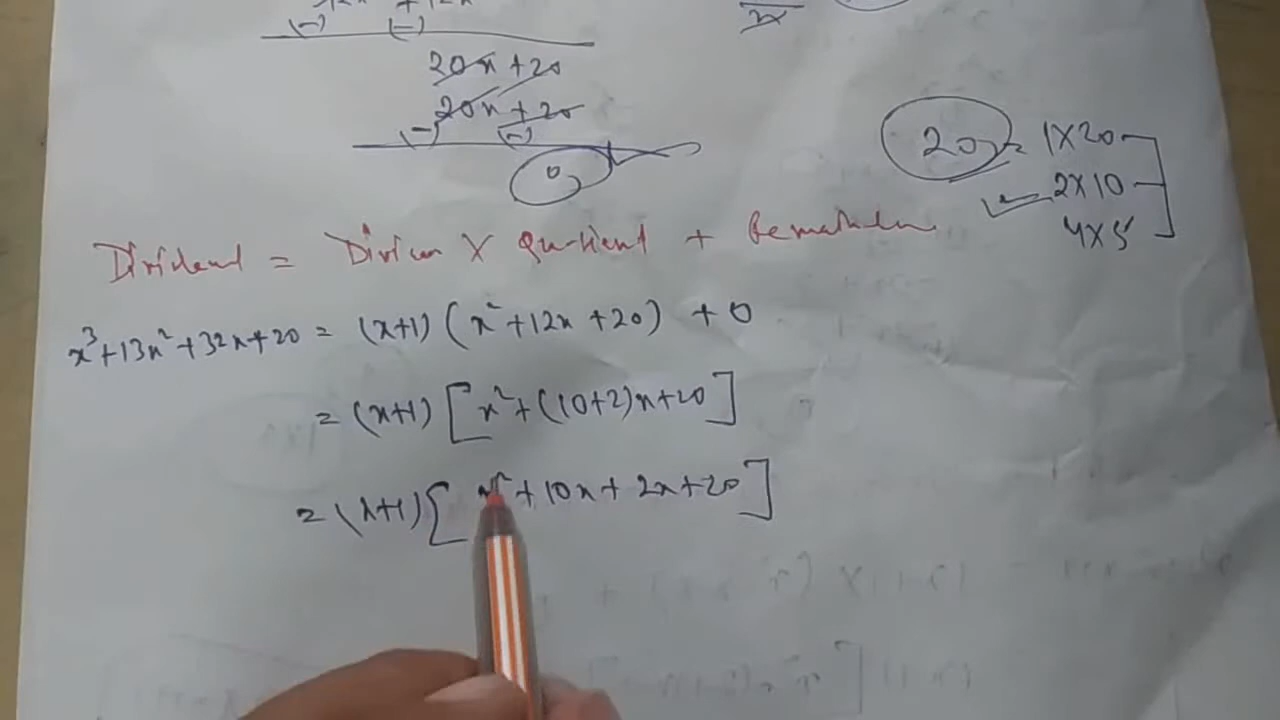 (-) (-)
20x + 20
20x + 20
(-) (-)
0
20 = 1 X 20
2 X 10
4 X 5
Dividend = Divisor X Quotient + Remainder
x³+13x²+32x+20 = (x+1) (x²+12x+20) + 0
= (x+1) [x²+(10+2)x+20]
= (x+1) [x²+10x+2x+20]